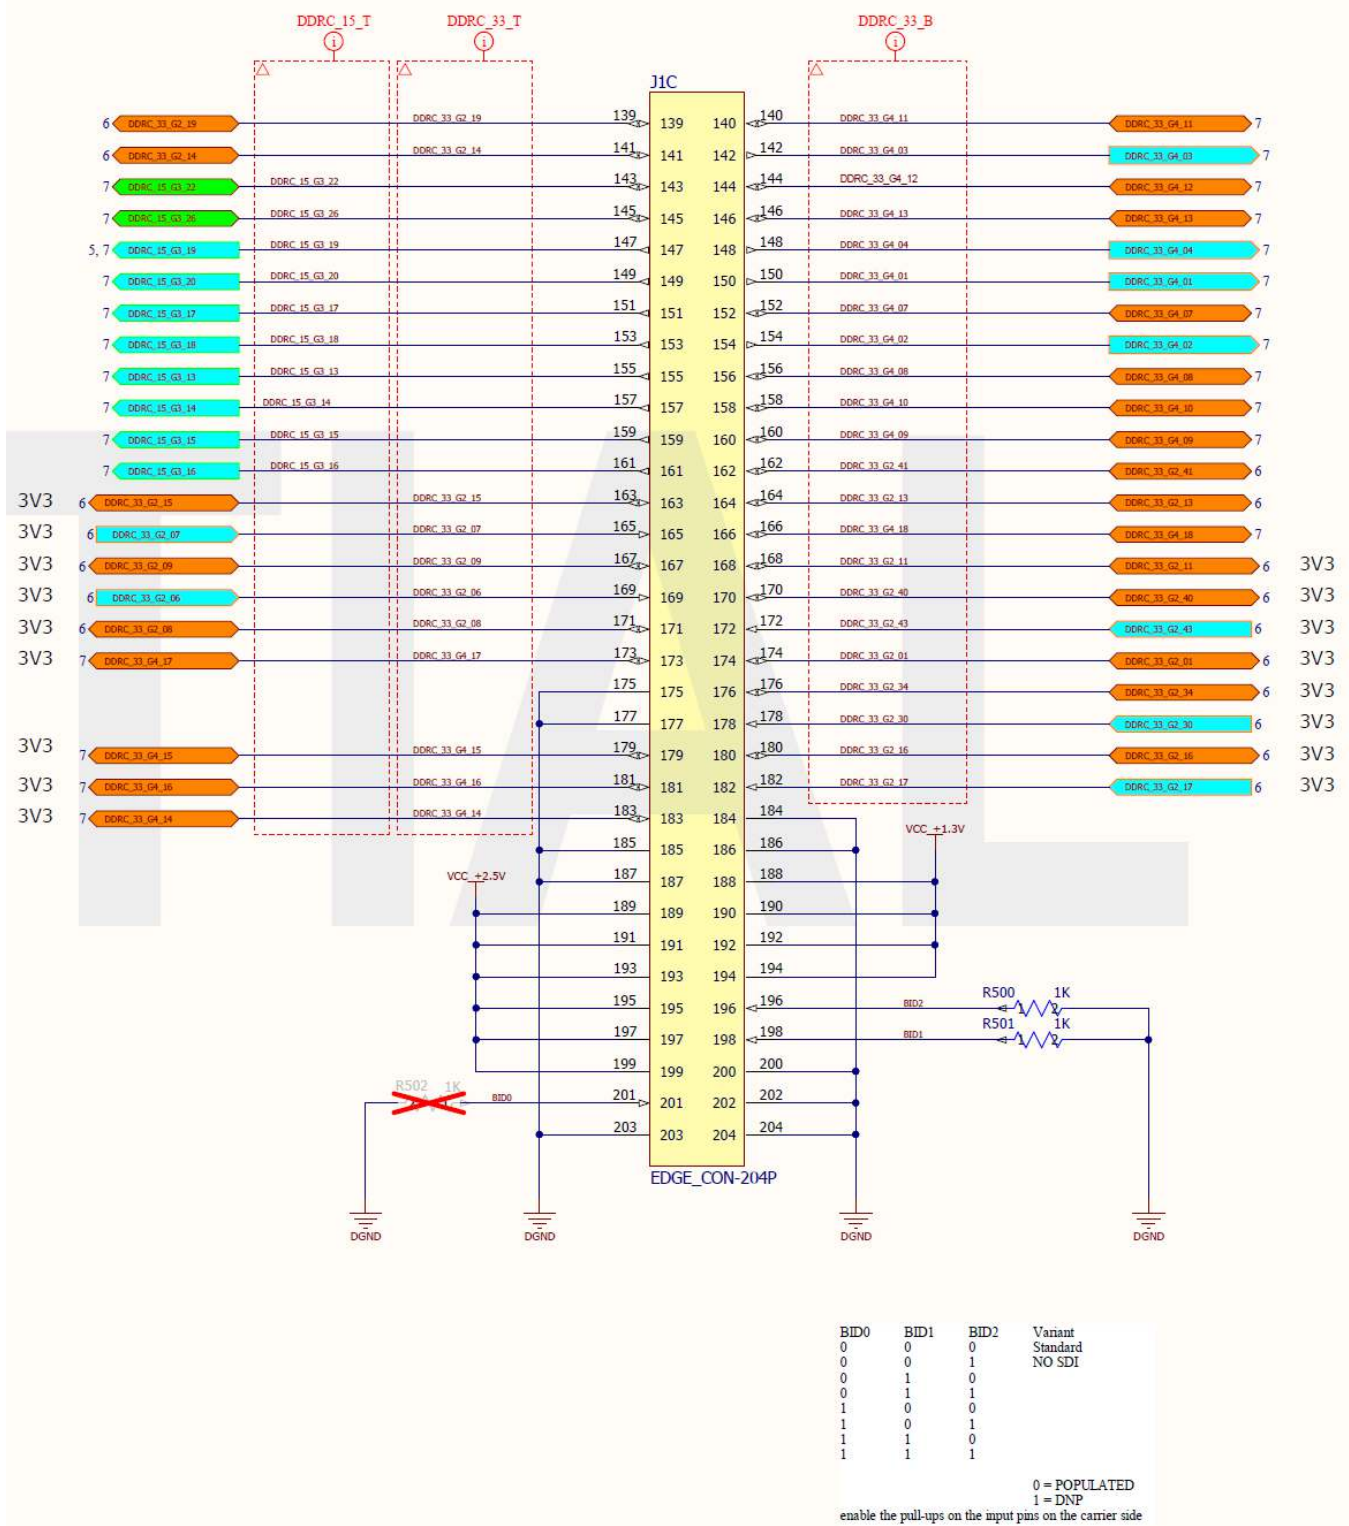 DDRC_15_T DDRC_33_T DDRC_33_B
i i i
J1C
6 DDRC_33_G2_19 DDRC_33_G2_19 139 139 140 140 DDRC_33_G4_11 DDRC_33_G4_11 7
6 DDRC_33_G2_14 DDRC_33_G2_14 141 141 142 142 DDRC_33_G4_03 DDRC_33_G4_03 7
7 DDRC_15_G3_22 DDRC_15_G3_22 143 143 144 144 DDRC_33_G4_12 DDRC_33_G4_12 7
7 DDRC_15_G3_26 DDRC_15_G3_26 145 145 146 146 DDRC_33_G4_13 DDRC_33_G4_13 7
5, 7 DDRC_15_G3_19 DDRC_15_G3_19 147 147 148 148 DDRC_33_G4_04 DDRC_33_G4_04 7
7 DDRC_15_G3_20 DDRC_15_G3_20 149 149 150 150 DDRC_33_G4_01 DDRC_33_G4_01 7
7 DDRC_15_G3_17 DDRC_15_G3_17 151 151 152 152 DDRC_33_G4_07 DDRC_33_G4_07 7
7 DDRC_15_G3_18 DDRC_15_G3_18 153 153 154 154 DDRC_33_G4_02 DDRC_33_G4_02 7
7 DDRC_15_G3_13 DDRC_15_G3_13 155 155 156 156 DDRC_33_G4_08 DDRC_33_G4_08 7
7 DDRC_15_G3_14 DDRC_15_G3_14 157 157 158 158 DDRC_33_G4_10 DDRC_33_G4_10 7
7 DDRC_15_G3_15 DDRC_15_G3_15 159 159 160 160 DDRC_33_G4_09 DDRC_33_G4_09 7
7 DDRC_15_G3_16 DDRC_15_G3_16 161 161 162 162 DDRC_33_G2_41 DDRC_33_G2_41 6
3V3 6 DDRC_33_G2_15 DDRC_33_G2_15 163 163 164 164 DDRC_33_G2_13 DDRC_33_G2_13 6
3V3 6 DDRC_33_G2_07 DDRC_33_G2_07 165 165 166 166 DDRC_33_G4_18 DDRC_33_G4_18 7
3V3 6 DDRC_33_G2_09 DDRC_33_G2_09 167 167 168 168 DDRC_33_G2_11 DDRC_33_G2_11 6 3V3
3V3 6 DDRC_33_G2_06 DDRC_33_G2_06 169 169 170 170 DDRC_33_G2_40 DDRC_33_G2_40 6 3V3
3V3 6 DDRC_33_G2_08 DDRC_33_G2_08 171 171 172 172 DDRC_33_G2_43 DDRC_33_G2_43 6 3V3
3V3 7 DDRC_33_G4_17 DDRC_33_G4_17 173 173 174 174 DDRC_33_G2_01 DDRC_33_G2_01 6 3V3
175 175 176 176 DDRC_33_G2_34 DDRC_33_G2_34 6 3V3
177 177 178 178 DDRC_33_G2_30 DDRC_33_G2_30 6 3V3
3V3 7 DDRC_33_G4_15 DDRC_33_G4_15 179 179 180 180 DDRC_33_G2_16 DDRC_33_G2_16 6 3V3
3V3 7 DDRC_33_G4_16 DDRC_33_G4_16 181 181 182 182 DDRC_33_G2_17 DDRC_33_G2_17 6 3V3
3V3 7 DDRC_33_G4_14 DDRC_33_G4_14 183 183 184 184
VCC_+1.3V
185 185 186 186
VCC_+2.5V 187 187 188 188
189 189 190 190
191 191 192 192
193 193 194 194
195 195 196 196 BID2 R500 1K 1 2
197 197 198 198 BID1 R501 1K 1 2
199 199 200 200
R502 1K BID0 201 201 202 202
203 203 204 204
EDGE_CON-204P
DGND DGND DGND DGND
TIAL
BID0 BID1 BID2 Variant
0 0 0 Standard
0 0 1 NO SDI
0 1 0
0 1 1
1 0 0
1 0 1
1 1 0
1 1 1
0 = POPULATED
1 = DNP
enable the pull-ups on the input pins on the carrier side